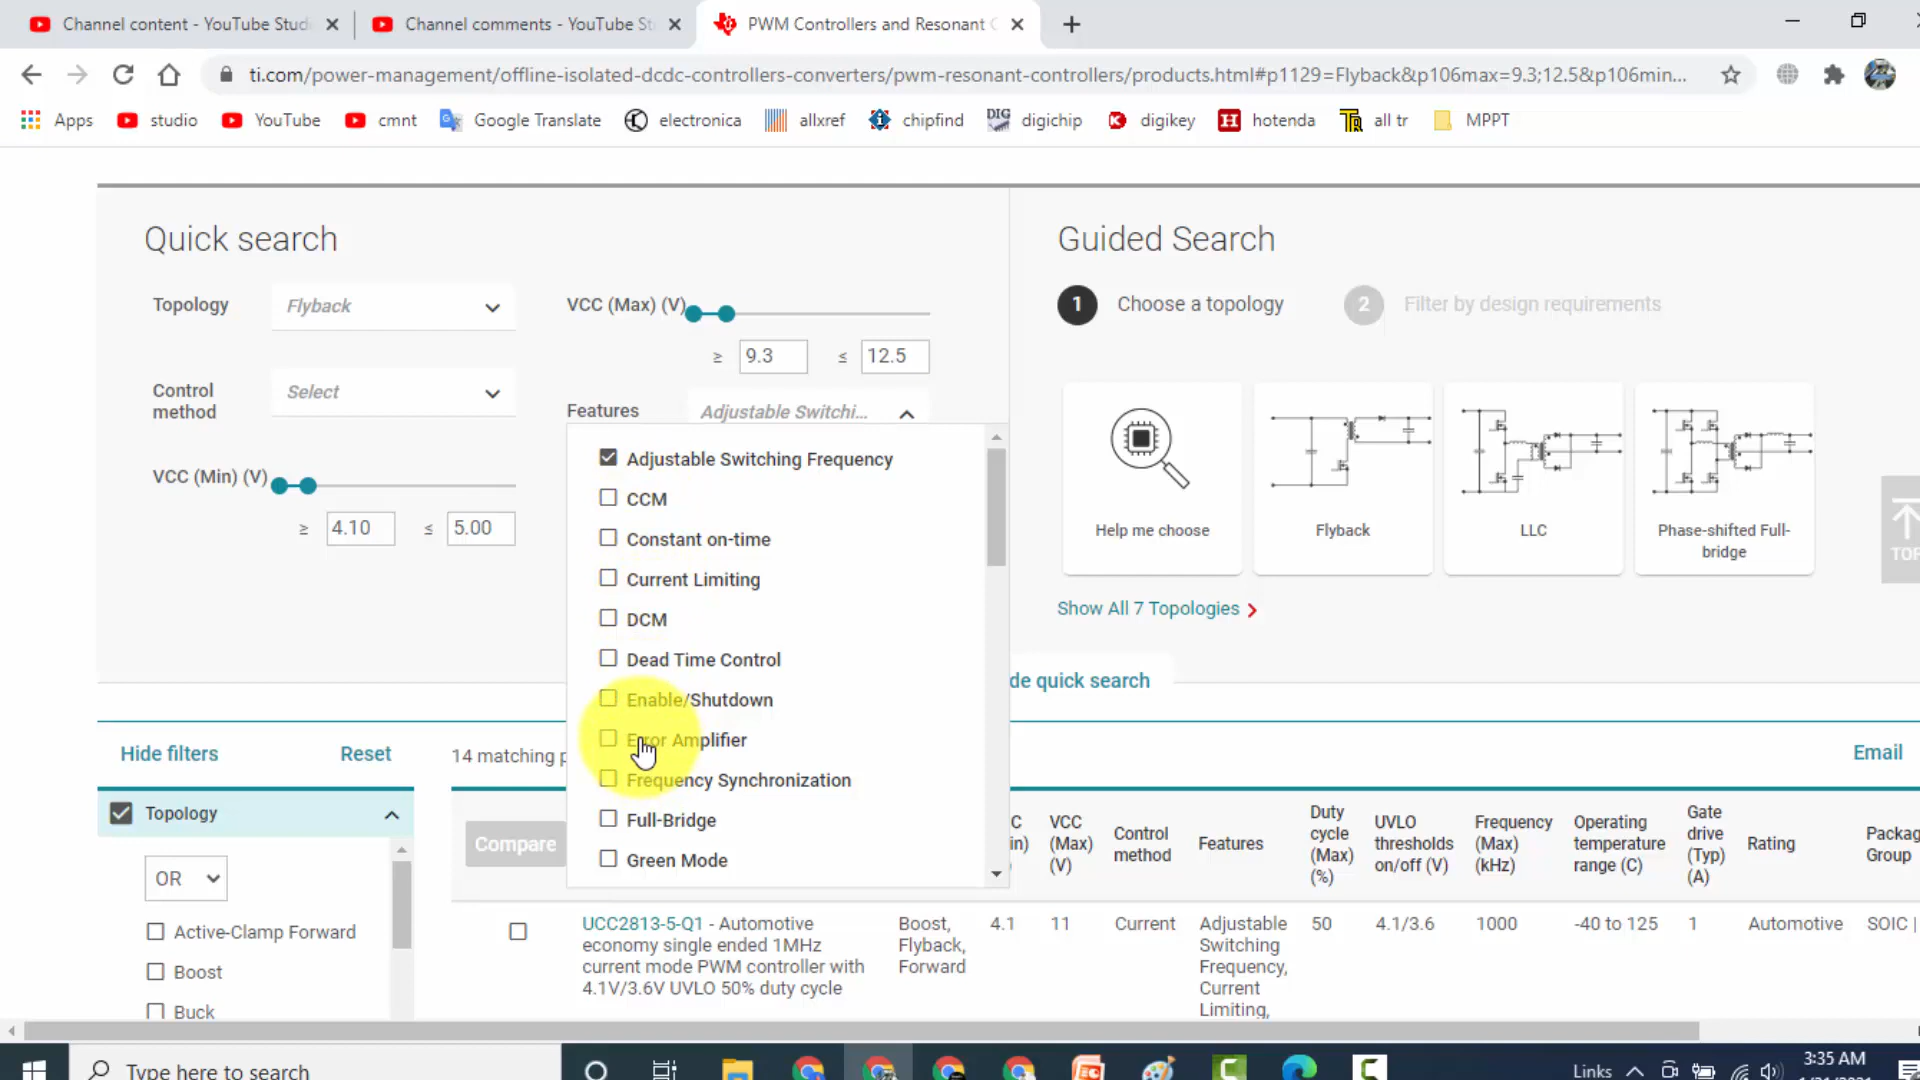 Channel content - YouTube Studi
Channel comments - YouTube St
PWM Controllers and Resonant C
ti.com/power-management/offline-isolated-dcdc-controllers-converters/pwm-resonant-controllers/products.html#p1129=Flyback&p106max=9.3;12.5&p106min...
Apps studio YouTube cmnt Google Translate electronica allxref chipfind DIGI digichip digikey H hotenda all tr MPPT
Quick search
Guided Search
Topology
Flyback
VCC (Max) (V)
≥ 9.3 ≤ 12.5
1 Choose a topology
2 Filter by design requirements
Control method
Select
Features
Adjustable Switchi...
VCC (Min) (V)
≥ 4.10 ≤ 5.00
Adjustable Switching Frequency
CCM
Constant on-time
Current Limiting
DCM
Dead Time Control
Enable/Shutdown
Error Amplifier
Frequency Synchronization
Full-Bridge
Green Mode
Help me choose
Flyback
LLC
Phase-shifted Full-
bridge
TOP
Show All 7 Topologies
de quick search
Hide filters
Reset
14 matching p
Email
Topology
OR
Active-Clamp Forward
Boost
Buck
Compare
VCC
(Max)
(V)
Control
method
Features
Duty
cycle
(Max)
(%)
UVLO
thresholds
on/off (V)
Frequency
(Max)
(kHz)
Operating
temperature
range (C)
Gate
drive
(Typ)
(A)
Rating
Packag
Group
UCC2813-5-Q1 - Automotive
economy single ended 1MHz
current mode PWM controller with
4.1V/3.6V UVLO 50% duty cycle
Boost,
Flyback,
Forward
4.1
11
Current
Adjustable
Switching
Frequency,
Current
Limiting,
50
4.1/3.6
1000
-40 to 125
1
Automotive
SOIC |
Type here to search
Links
3:35 AM